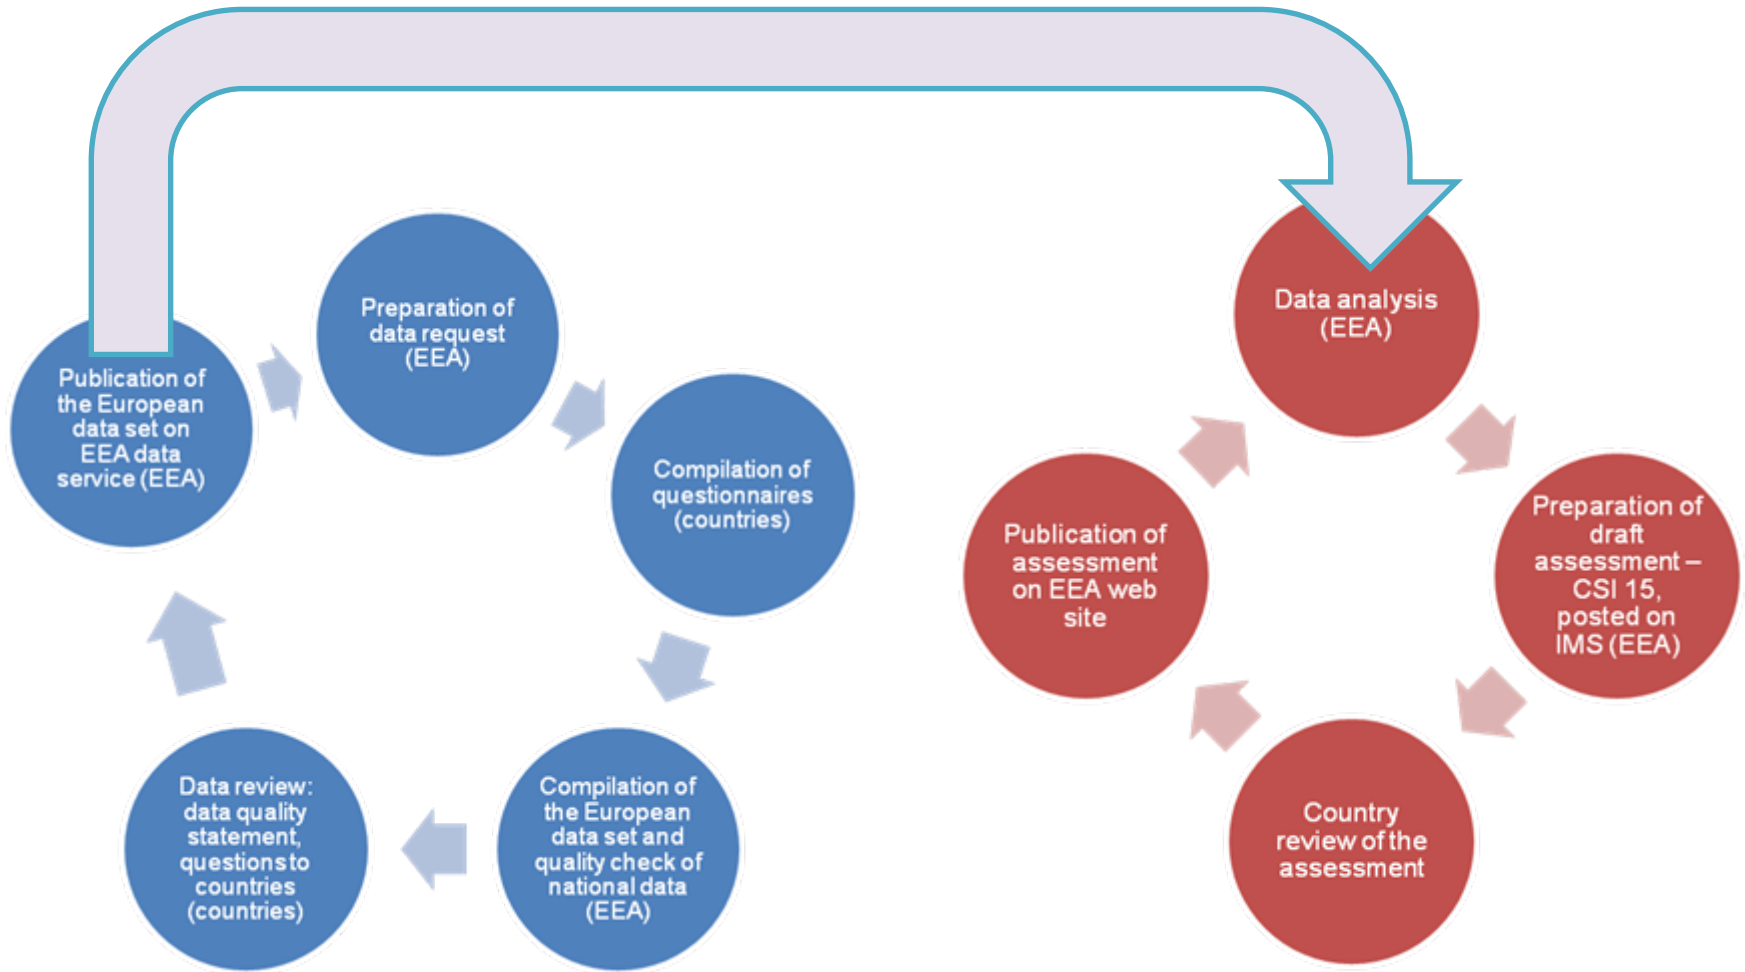 Preparation of
data request
(EEA)
Compilation of
questionnaires
(countries)
Compilation of
the European
data set and
quality check of
national data
(EEA)
Data review:
data quality
statement,
questions to
countries
(countries)
Publication of
the European
data set on
EEA data
service (EEA)
Data analysis
(EEA)
Preparation of
draft
assessment –
CSI 15,
posted on
IMS (EEA)
Country
review of the
assessment
Publication of
assessment
on EEA web
site